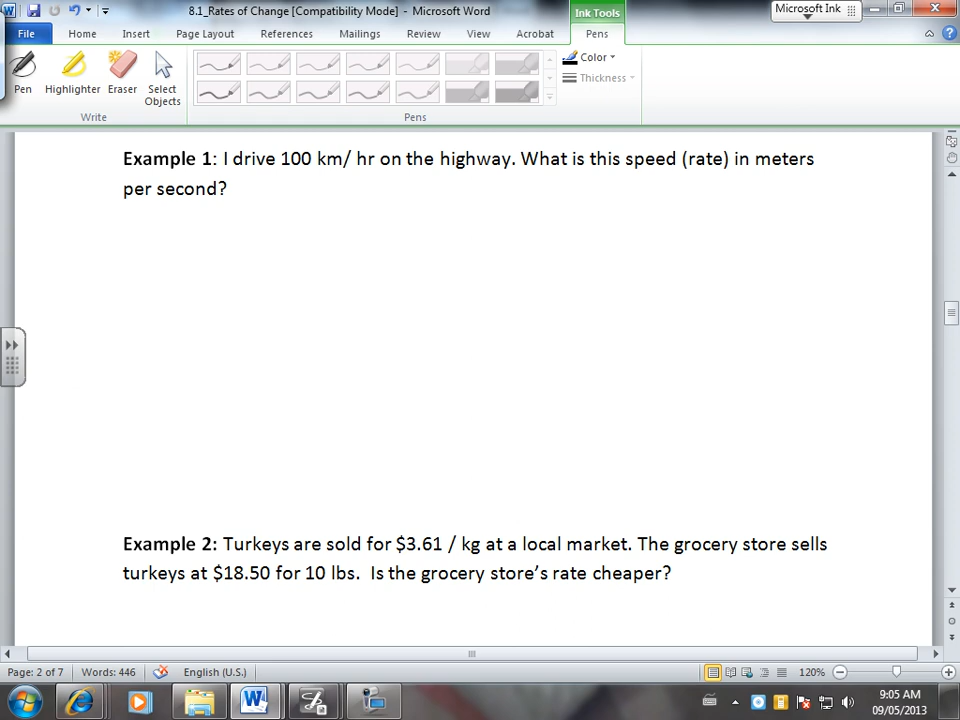 8.1_Rates of Change [Compatibility Mode] - Microsoft Word
Ink Tools
Microsoft Ink
File Home Insert Page Layout References Mailings Review View Acrobat Pens
Pen Highlighter Eraser Select Objects
Color
Thickness
Write Pens
Example 1: I drive 100 km/ hr on the highway. What is this speed (rate) in meters
per second?
Example 2: Turkeys are sold for $3.61 / kg at a local market. The grocery store sells
turkeys at $18.50 for 10 lbs. Is the grocery store's rate cheaper?
Page: 2 of 7 Words: 446 English (U.S.) 120%
9:05 AM
09/05/2013